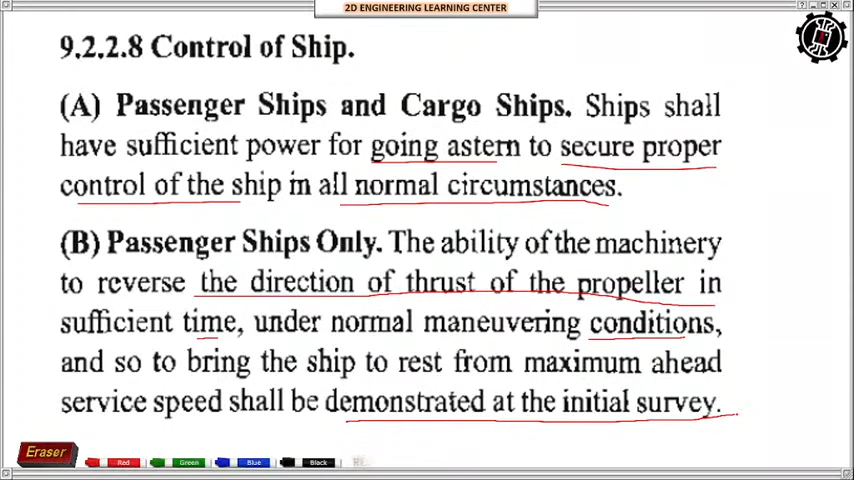 2D ENGINEERING LEARNING CENTER
9.2.2.8 Control of Ship.
(A) Passenger Ships and Cargo Ships. Ships shall
have sufficient power for going astern to secure proper
control of the ship in all normal circumstances.
(B) Passenger Ships Only. The ability of the machinery
to reverse the direction of thrust of the propeller in
sufficient time, under normal maneuvering conditions,
and so to bring the ship to rest from maximum ahead
service speed shall be demonstrated at the initial survey.
Eraser
Red Green Blue Black